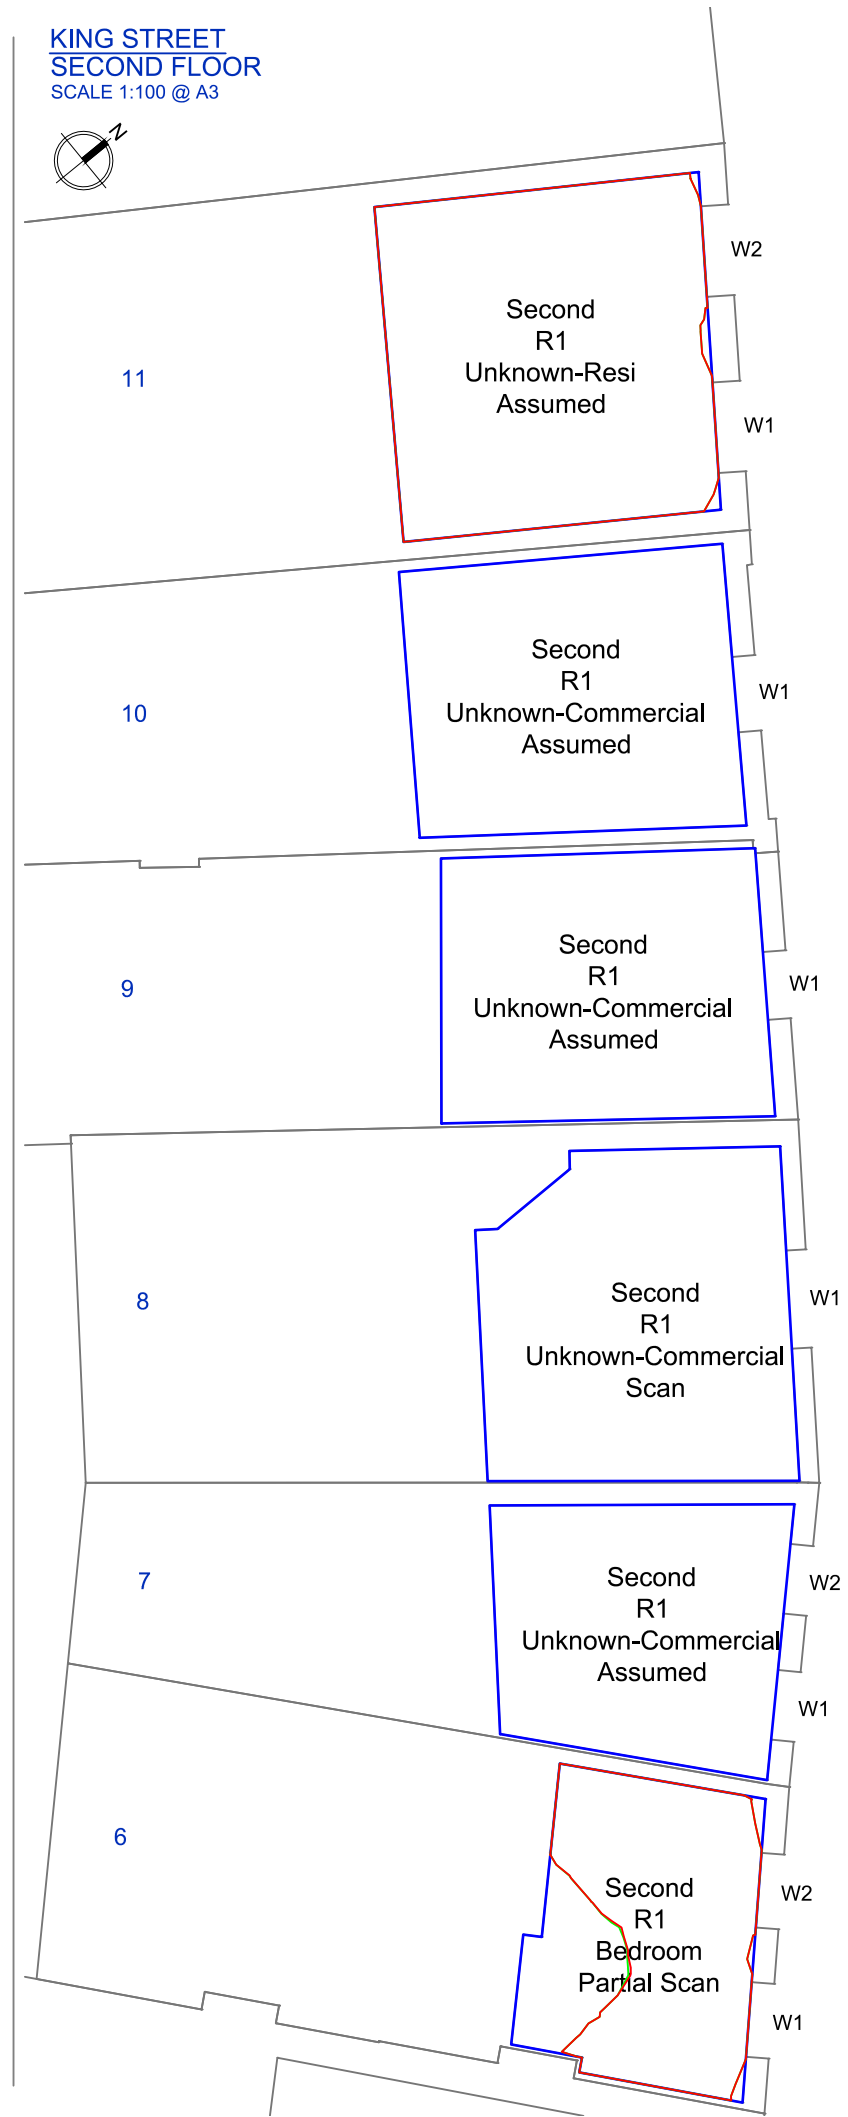 KING STREET
SECOND FLOOR
SCALE 1:100 @ A3
N
W2
Second
R1
Unknown-Resi
Assumed
11
W1
Second
R1
Unknown-Commercial
Assumed
10
W1
Second
R1
Unknown-Commercial
Assumed
9
W1
Second
R1
Unknown-Commercial
Scan
8
W1
Second
R1
Unknown-Commercial
Assumed
7
W2
W1
6
Second
R1
Bedroom
Partial Scan
W2
W1